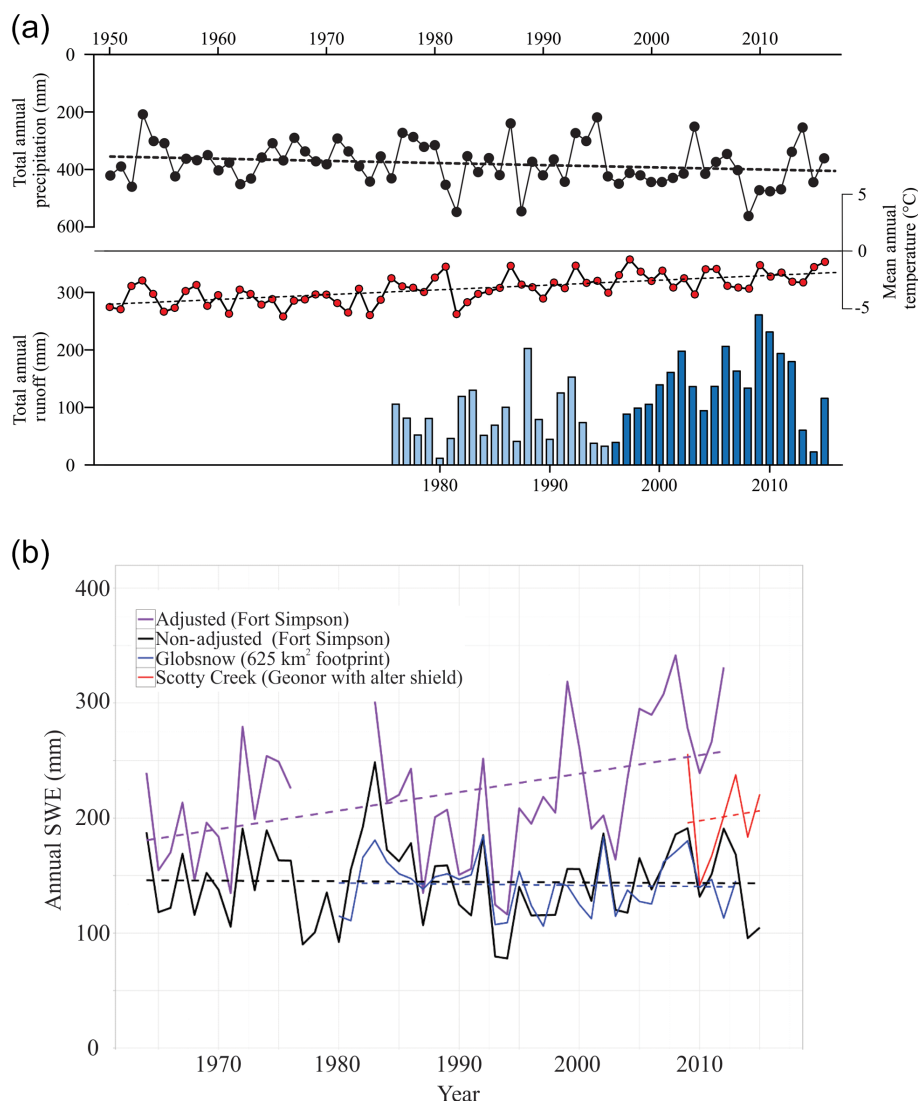 (a)
1950 1960 1970 1980 1990 2000 2010
0
200
400
600
Total annual
precipitation (mm)
5
0
-5
Mean annual
temperature (°C)
300
200
100
0
Total annual
runoff (mm)
1980 1990 2000 2010
(b)
400
300
200
100
0
Annual SWE (mm)
Adjusted (Fort Simpson)
Non-adjusted (Fort Simpson)
Globsnow (625 km² footprint)
Scotty Creek (Geonor with alter shield)
1970 1980 1990 2000 2010
Year